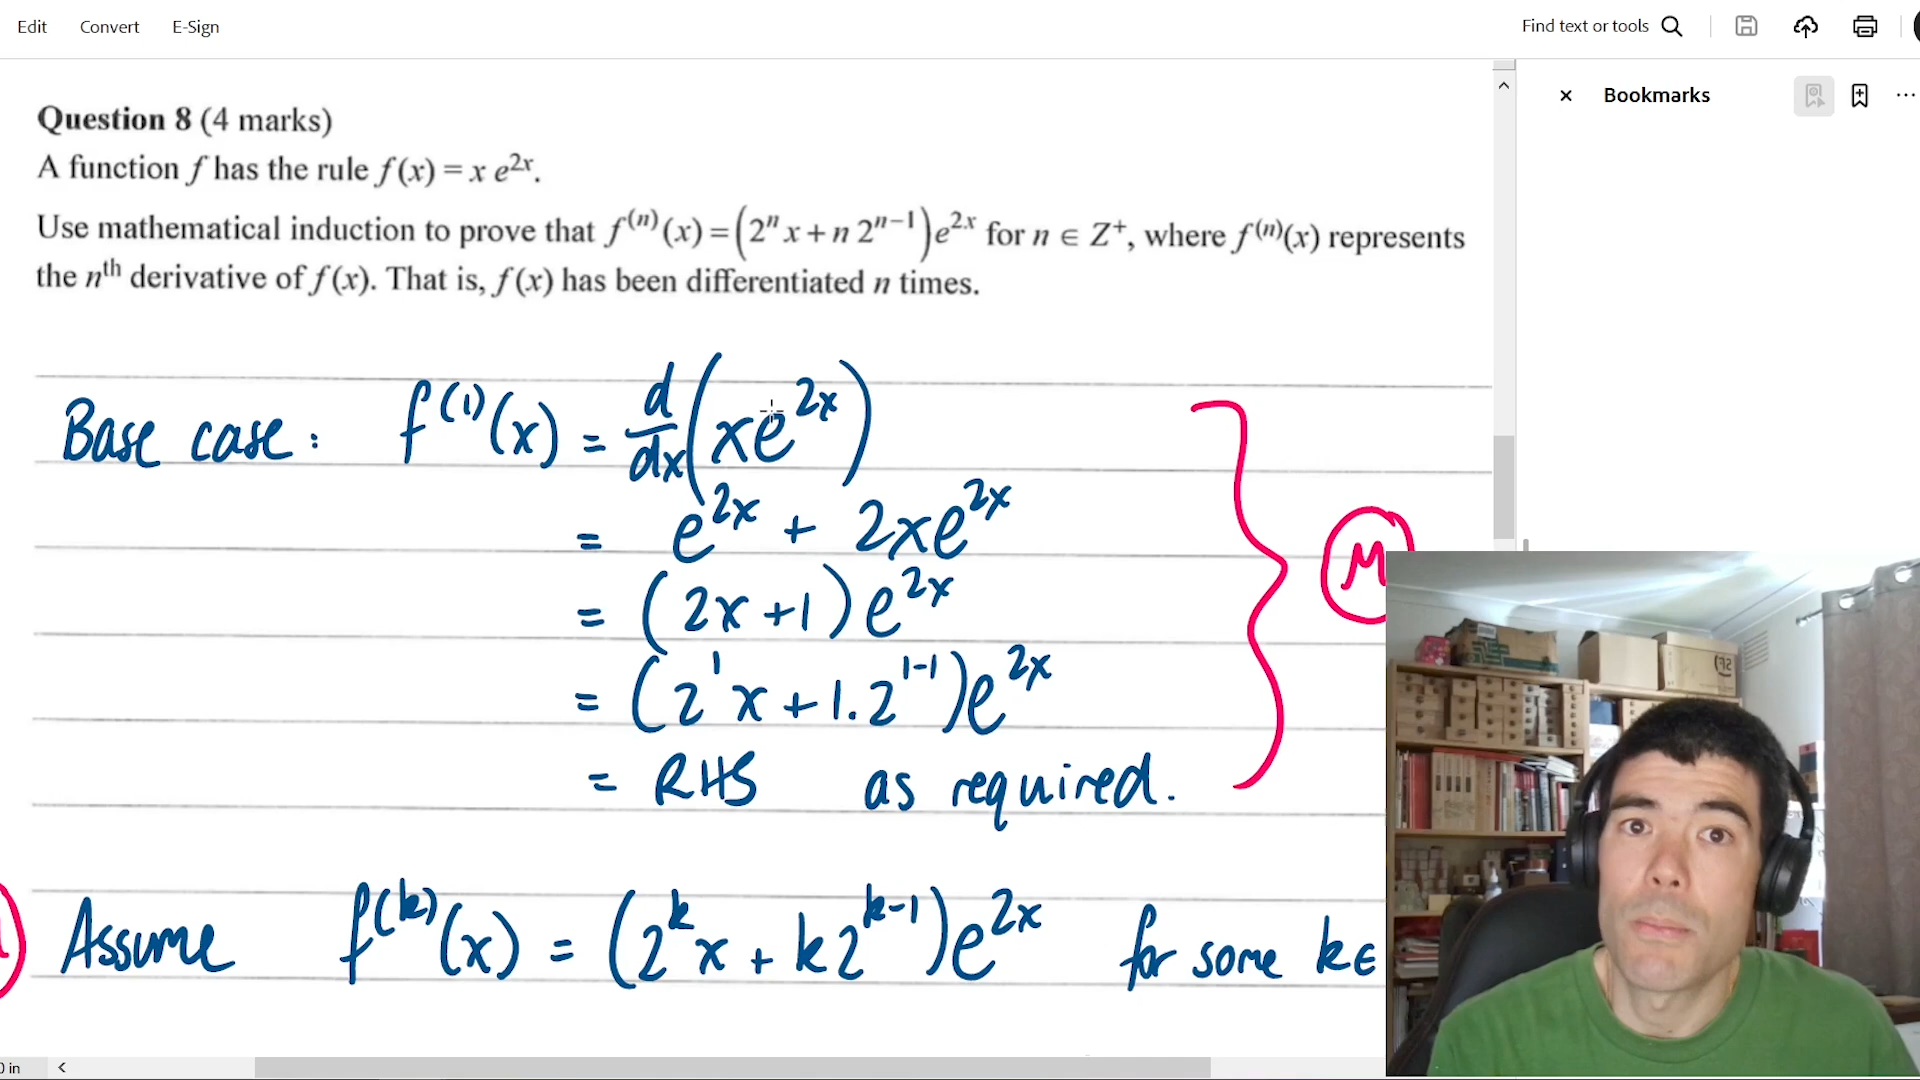 Edit Convert E-Sign Find text or tools
Bookmarks
Question 8 (4 marks)
A function f has the rule f(x) = x e^{2x}.
Use mathematical induction to prove that f^{(n)}(x) = (2^n x + n 2^{n−1}) e^{2x} for n ∈ Z^+, where f^{(n)}(x) represents
the n^{th} derivative of f(x). That is, f(x) has been differentiated n times.
Base case: f^{(1)}(x) = d/dx (xe^{2x})
= e^{2x} + 2xe^{2x}
= (2x+1)e^{2x}
= (2^1 x + 1.2^{1-1})e^{2x}
= RHS as required.
M
Assume f^{(k)}(x) = (2^k x + k2^{k-1})e^{2x} for some k∈
in